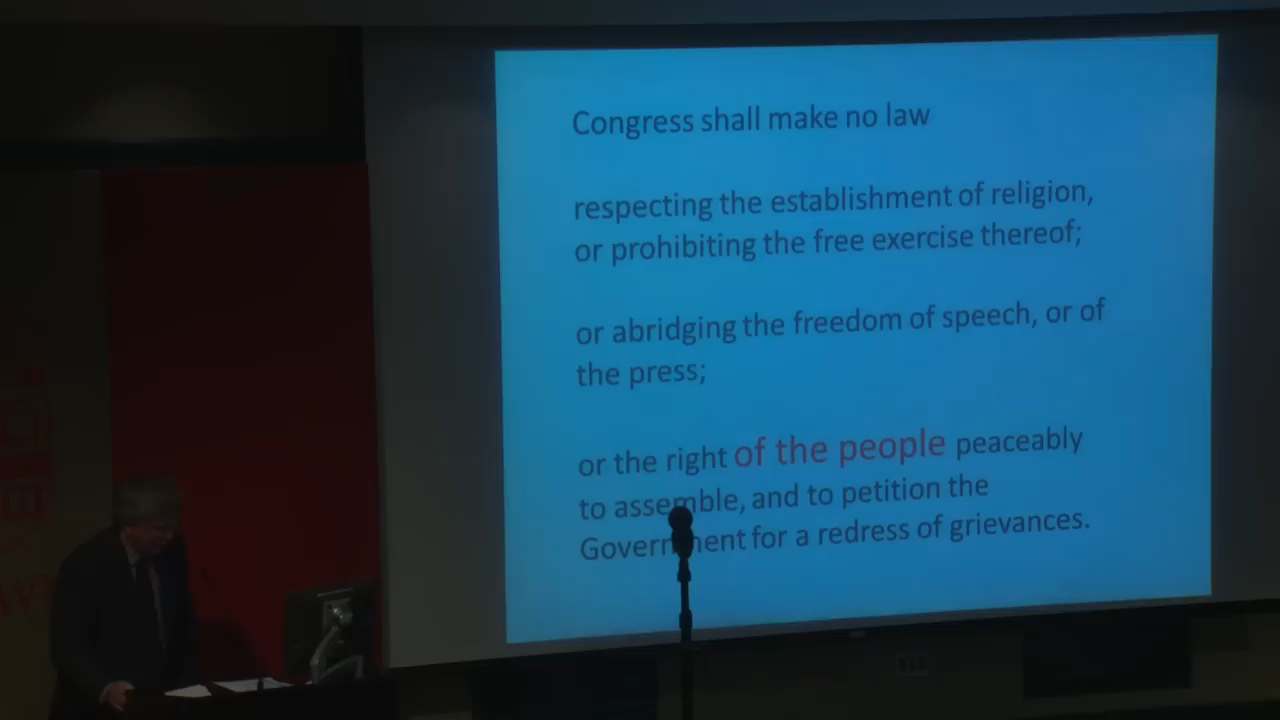 Congress shall make no law
respecting the establishment of religion,
or prohibiting the free exercise thereof;
or abridging the freedom of speech, or of
the press;
or the right of the people peaceably
to assemble, and to petition the
Government for a redress of grievances.